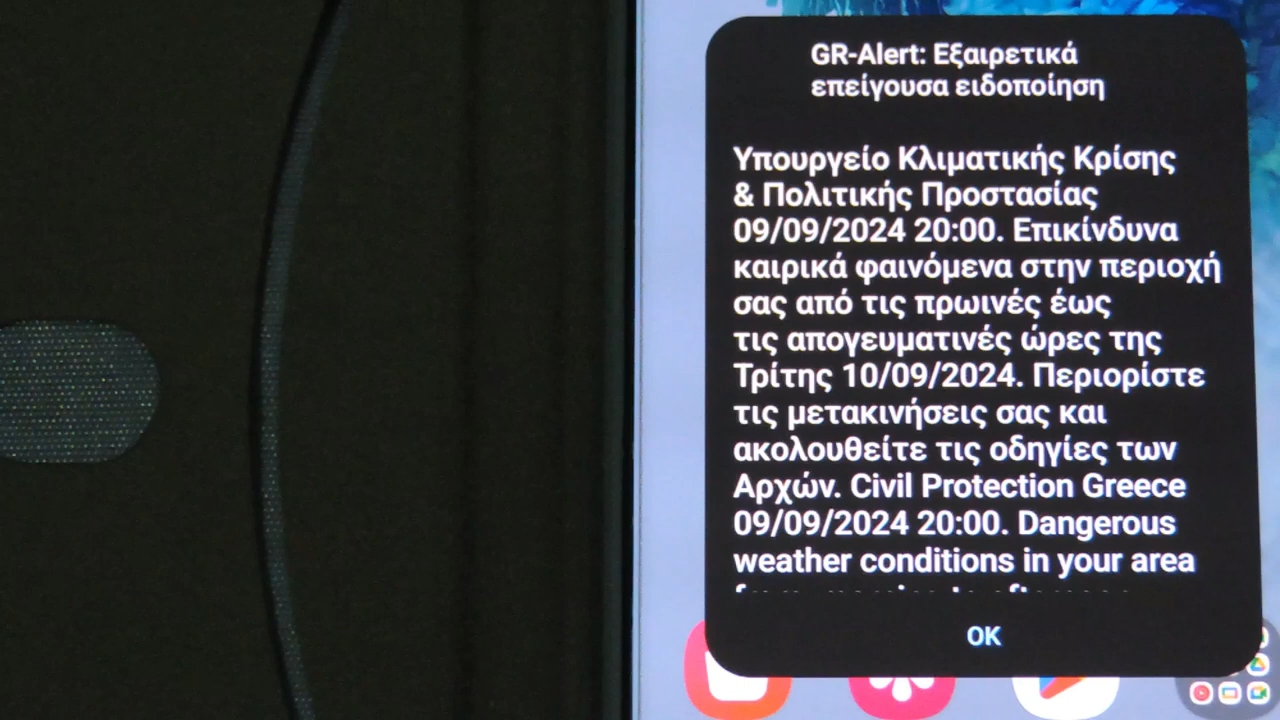 GR-Alert: Εξαιρετικά
επείγουσα ειδοποίηση
Υπουργείο Κλιματικής Κρίσης
& Πολιτικής Προστασίας
09/09/2024 20:00. Επικίνδυνα
καιρικά φαινόμενα στην περιοχή
σας από τις πρωινές έως
τις απογευματινές ώρες της
Τρίτης 10/09/2024. Περιορίστε
τις μετακινήσεις σας και
ακολουθείτε τις οδηγίες των
Αρχών. Civil Protection Greece
09/09/2024 20:00. Dangerous
weather conditions in your area
OK